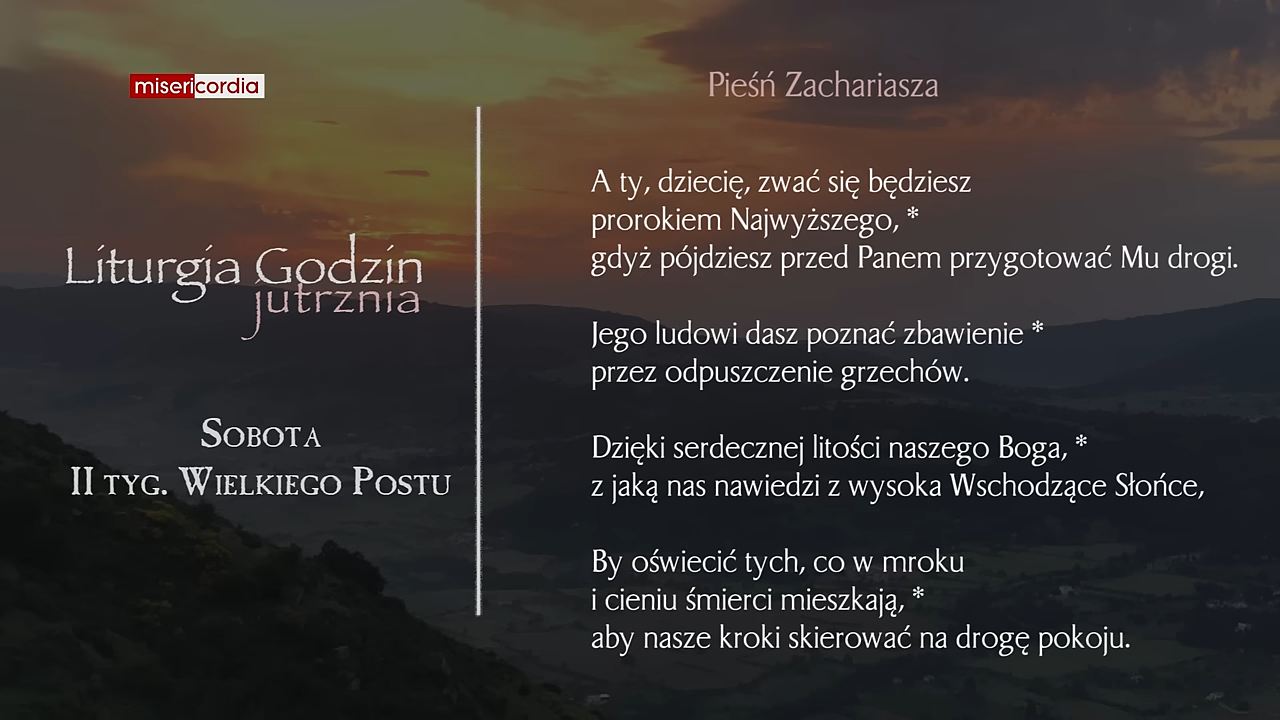 misericordia
Liturgia Godzin
jutrznia
Sobota
II tyg. Wielkiego Postu
Pieśń Zachariasza
A ty, dziecię, zwać się będziesz
prorokiem Najwyższego, *
gdyż pójdziesz przed Panem przygotować Mu drogi.
Jego ludowi dasz poznać zbawienie *
przez odpuszczenie grzechów.
Dzięki serdecznej litości naszego Boga, *
z jaką nas nawiedzi z wysoka Wschodzące Słońce,
By oświecić tych, co w mroku
i cieniu śmierci mieszkają, *
aby nasze kroki skierować na drogę pokoju.